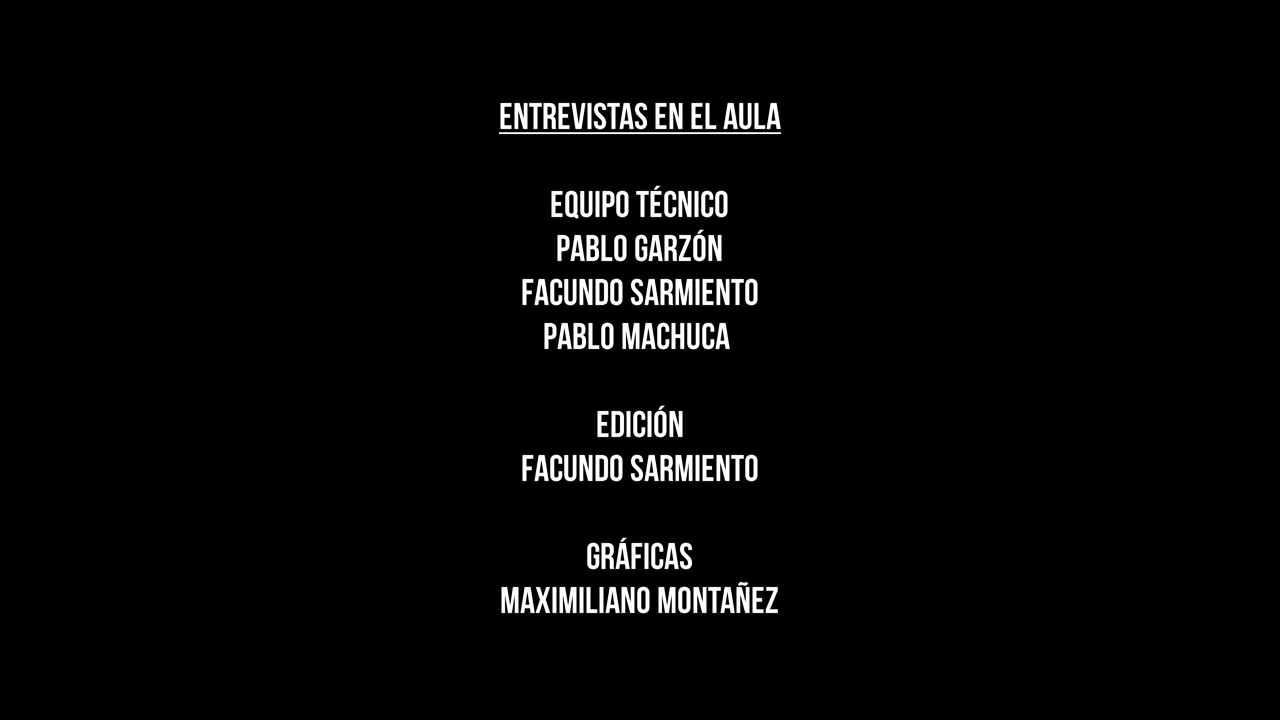 ENTREVISTAS EN EL AULA
EQUIPO TÉCNICO
PABLO GARZÓN
FACUNDO SARMIENTO
PABLO MACHUCA
EDICIÓN
FACUNDO SARMIENTO
GRÁFICAS
MAXIMILIANO MONTAÑEZ